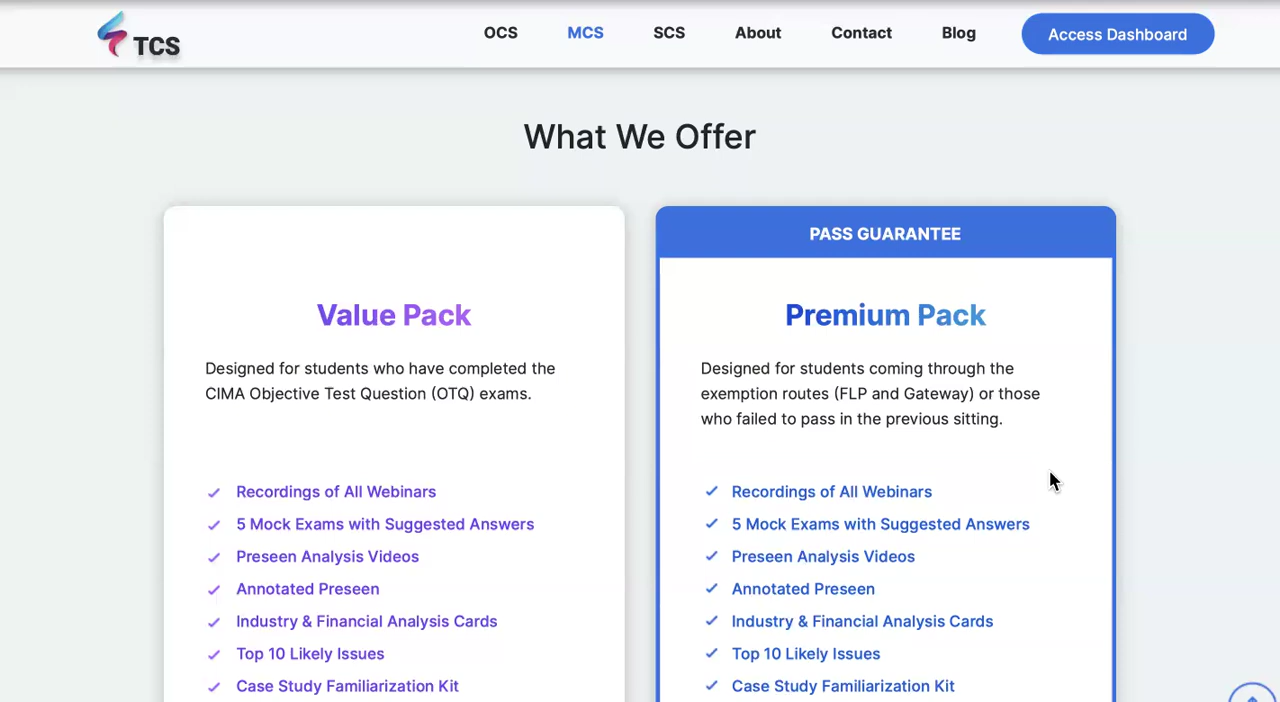 TCS
OCS
MCS
SCS
About
Contact
Blog
Access Dashboard
What We Offer
Value Pack
Designed for students who have completed the
CIMA Objective Test Question (OTQ) exams.
Recordings of All Webinars
5 Mock Exams with Suggested Answers
Preseen Analysis Videos
Annotated Preseen
Industry & Financial Analysis Cards
Top 10 Likely Issues
Case Study Familiarization Kit
PASS GUARANTEE
Premium Pack
Designed for students coming through the
exemption routes (FLP and Gateway) or those
who failed to pass in the previous sitting.
Recordings of All Webinars
5 Mock Exams with Suggested Answers
Preseen Analysis Videos
Annotated Preseen
Industry & Financial Analysis Cards
Top 10 Likely Issues
Case Study Familiarization Kit